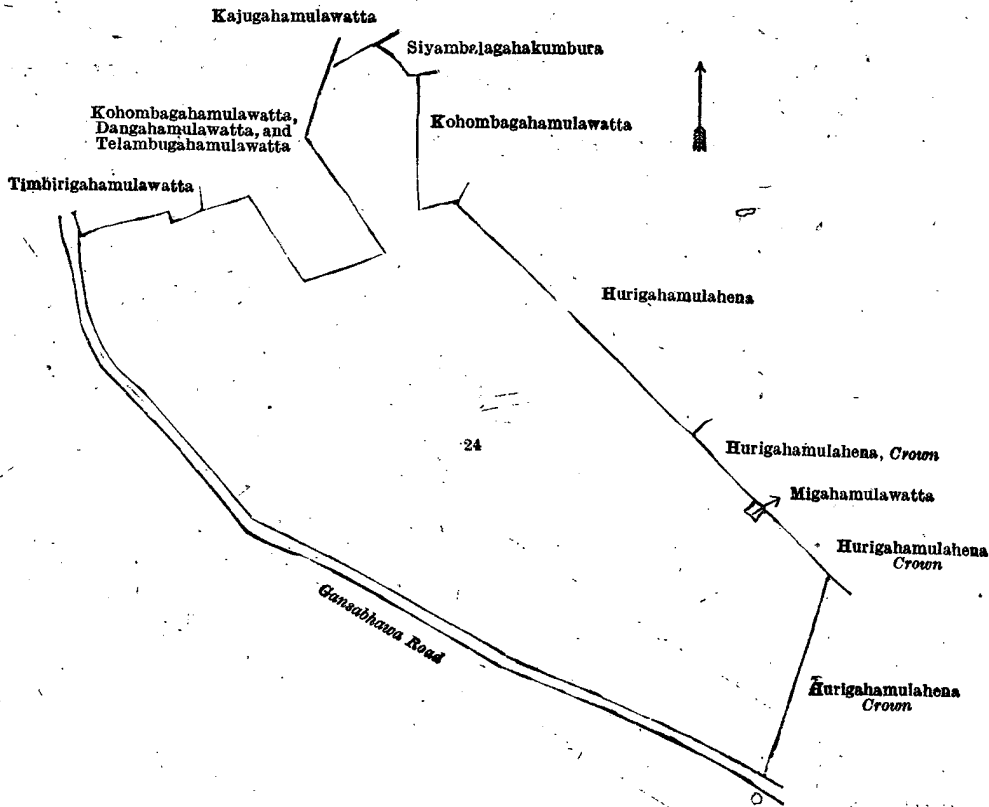 Kajugahamulawatta
Siyambalagahakumbura
Kohombagahamulawatta,
Dangahamulawatta, and
Telambugahamulawatta
Kohombagahamulawatta
Timbirigahamulawatta
Hurigahamulahena
24
Hurigahamulahena, Crown
Migahamulawatta
Hurigahamulahena
Crown
Gansabhawa Road
Hurigahamulahena
Crown